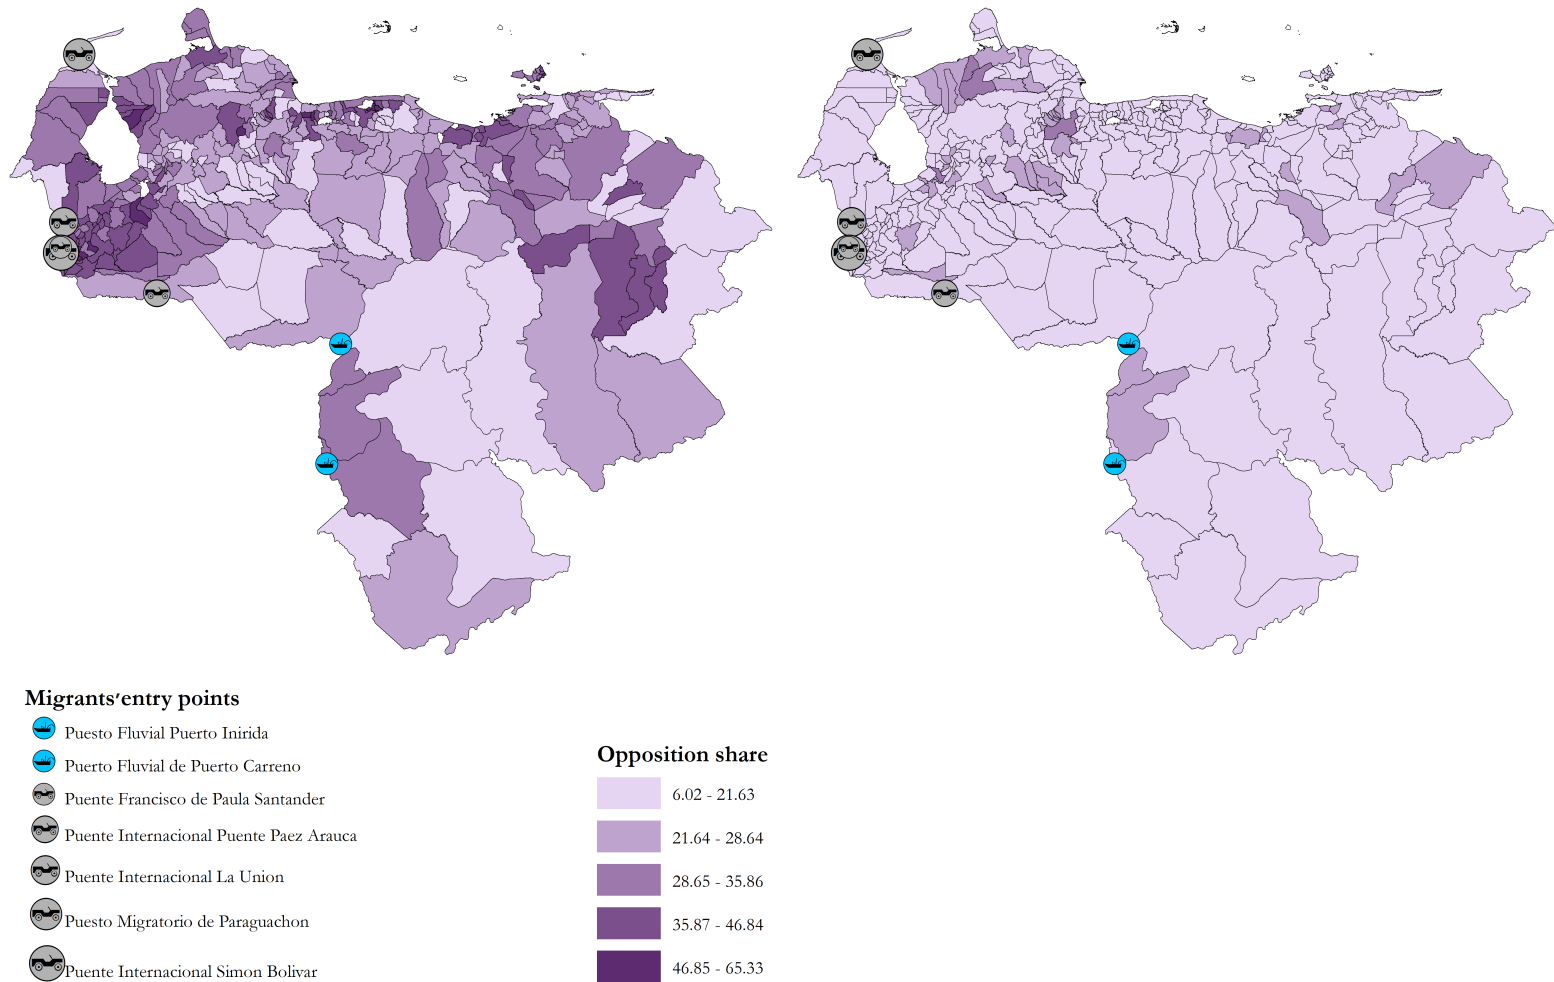 Migrants'entry points
Puesto Fluvial Puerto Inirida
Puerto Fluvial de Puerto Carreno
Puente Francisco de Paula Santander
Puente Internacional Puente Paez Arauca
Puente Internacional La Union
Puesto Migratorio de Paraguachon
Puente Internacional Simon Bolivar
Opposition share
6.02 - 21.63
21.64 - 28.64
28.65 - 35.86
35.87 - 46.84
46.85 - 65.33